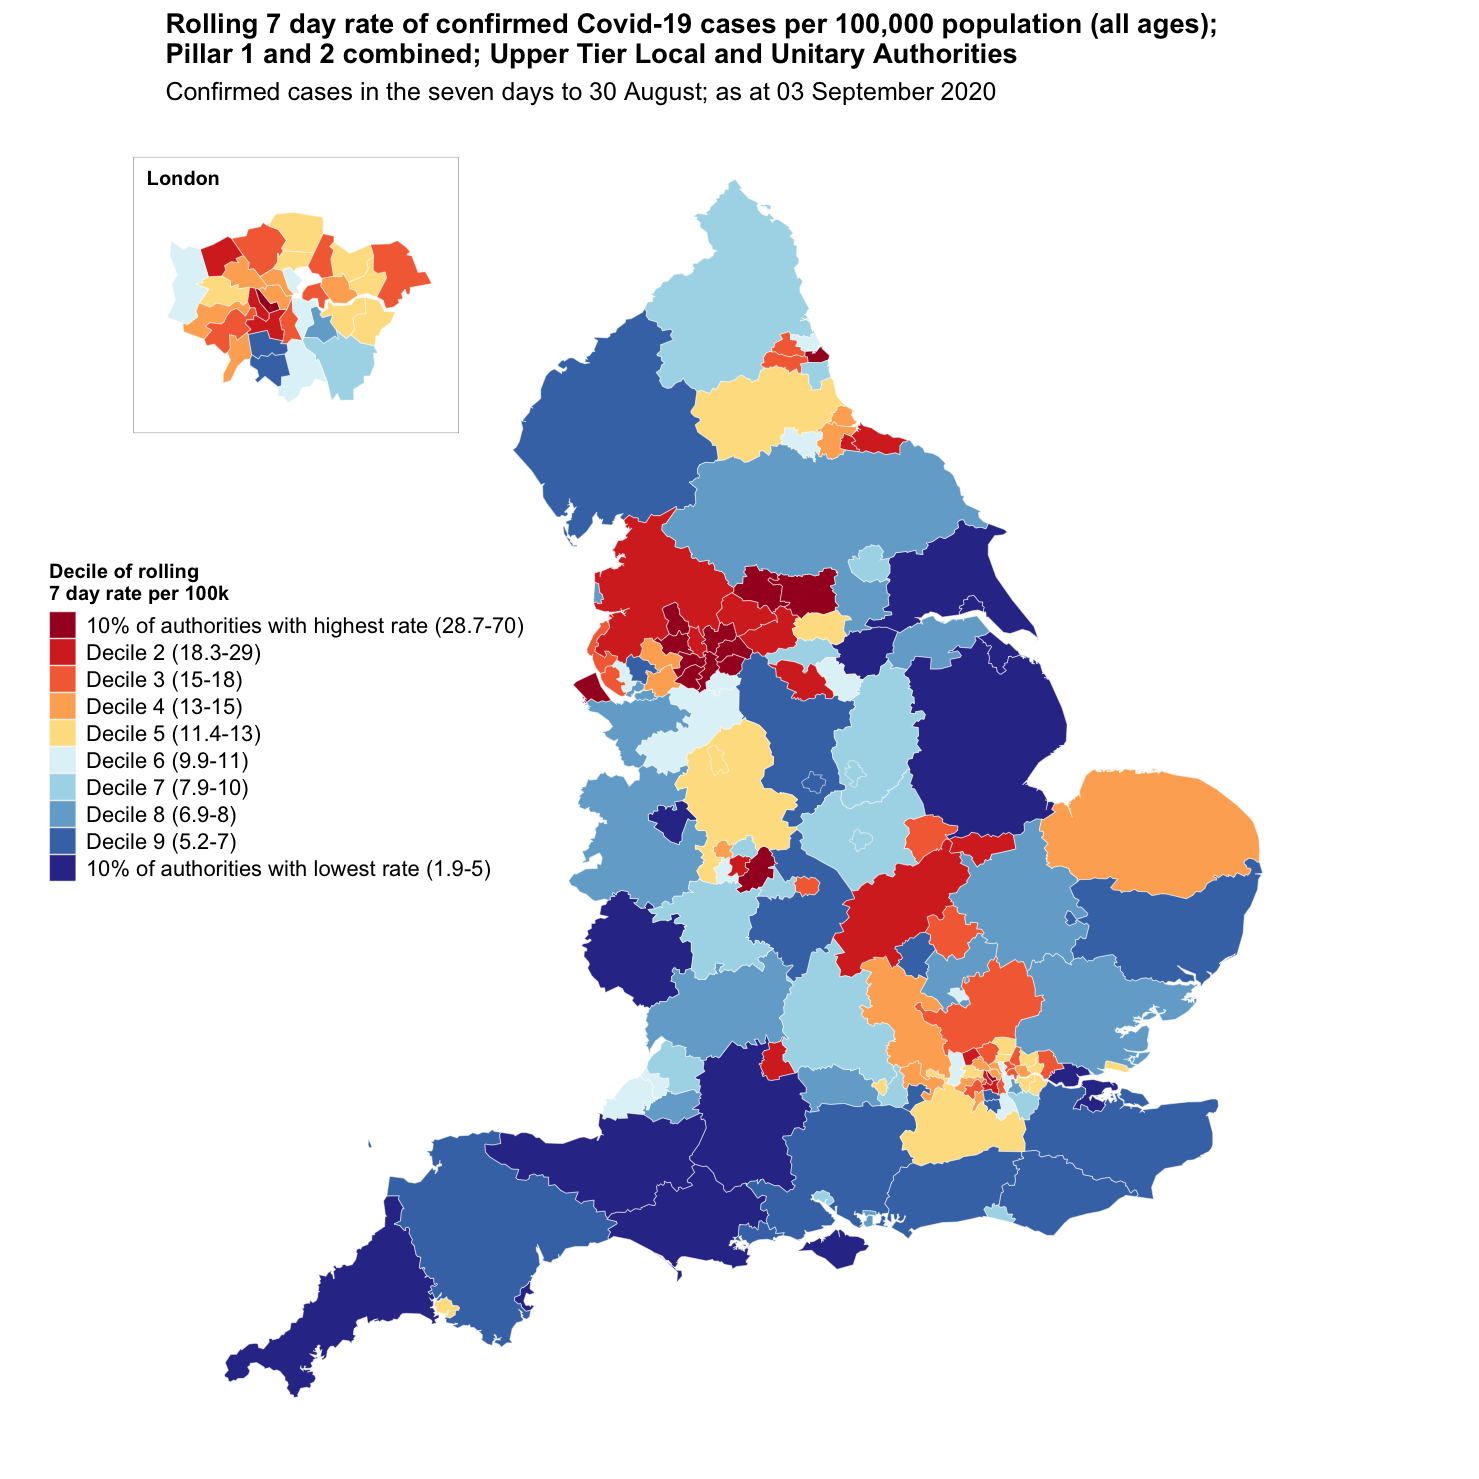 Rolling 7 day rate of confirmed Covid-19 cases per 100,000 population (all ages);
Pillar 1 and 2 combined; Upper Tier Local and Unitary Authorities
Confirmed cases in the seven days to 30 August; as at 03 September 2020
London
Decile of rolling
7 day rate per 100k
10% of authorities with highest rate (28.7-70)
Decile 2 (18.3-29)
Decile 3 (15-18)
Decile 4 (13-15)
Decile 5 (11.4-13)
Decile 6 (9.9-11)
Decile 7 (7.9-10)
Decile 8 (6.9-8)
Decile 9 (5.2-7)
10% of authorities with lowest rate (1.9-5)